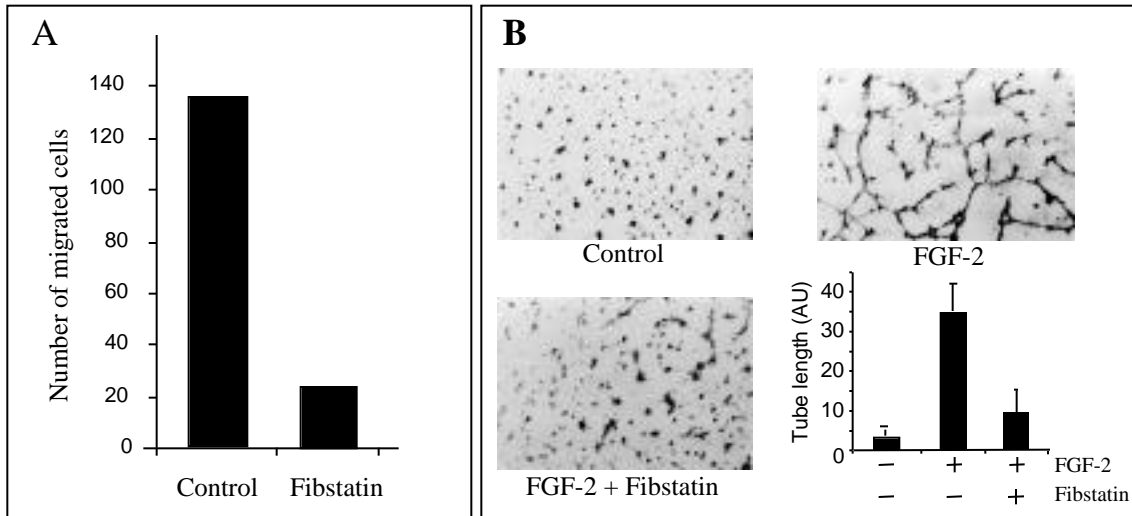 A
Number of migrated cells
140
120
100
80
60
40
20
0
Control Fibstatin
B
Control
FGF-2
FGF-2 + Fibstatin
Tube length (AU)
40
30
20
10
0
− + + FGF-2
− − + Fibstatin